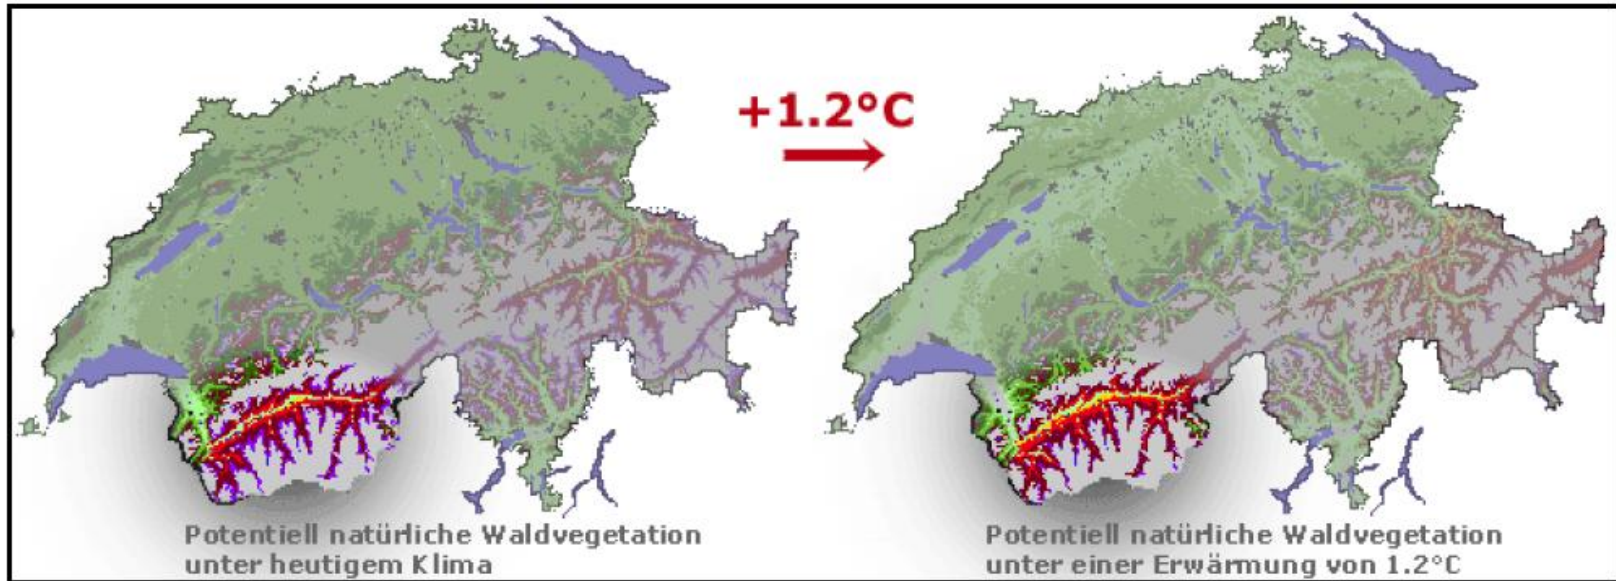 +1.2°C
Potentiell natürliche Waldvegetation
unter heutigem Klima
Potentiell natürliche Waldvegetation
unter einer Erwärmung von 1.2°C